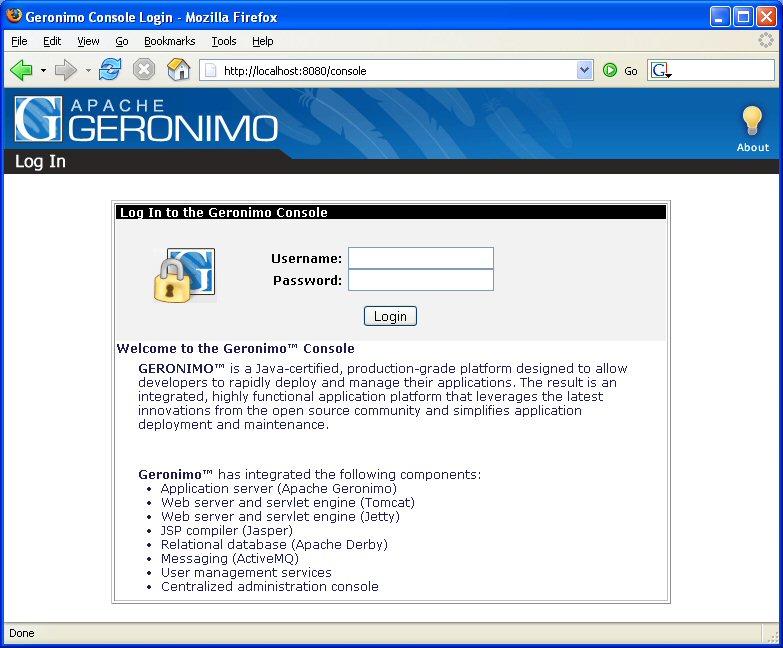 Geronimo Console Login - Mozilla Firefox
File Edit View Go Bookmarks Tools Help
http://localhost:8080/console Go G
G APACHE
GERONIMO
About
Log In
Log In to the Geronimo Console
G
Username:
Password:
Login
Welcome to the Geronimo™ Console
GERONIMO™ is a Java-certified, production-grade platform designed to allow
developers to rapidly deploy and manage their applications. The result is an
integrated, highly functional application platform that leverages the latest
innovations from the open source community and simplifies application
deployment and maintenance.
Geronimo™ has integrated the following components:
• Application server (Apache Geronimo)
• Web server and servlet engine (Tomcat)
• Web server and servlet engine (Jetty)
• JSP compiler (Jasper)
• Relational database (Apache Derby)
• Messaging (ActiveMQ)
• User management services
• Centralized administration console
Done